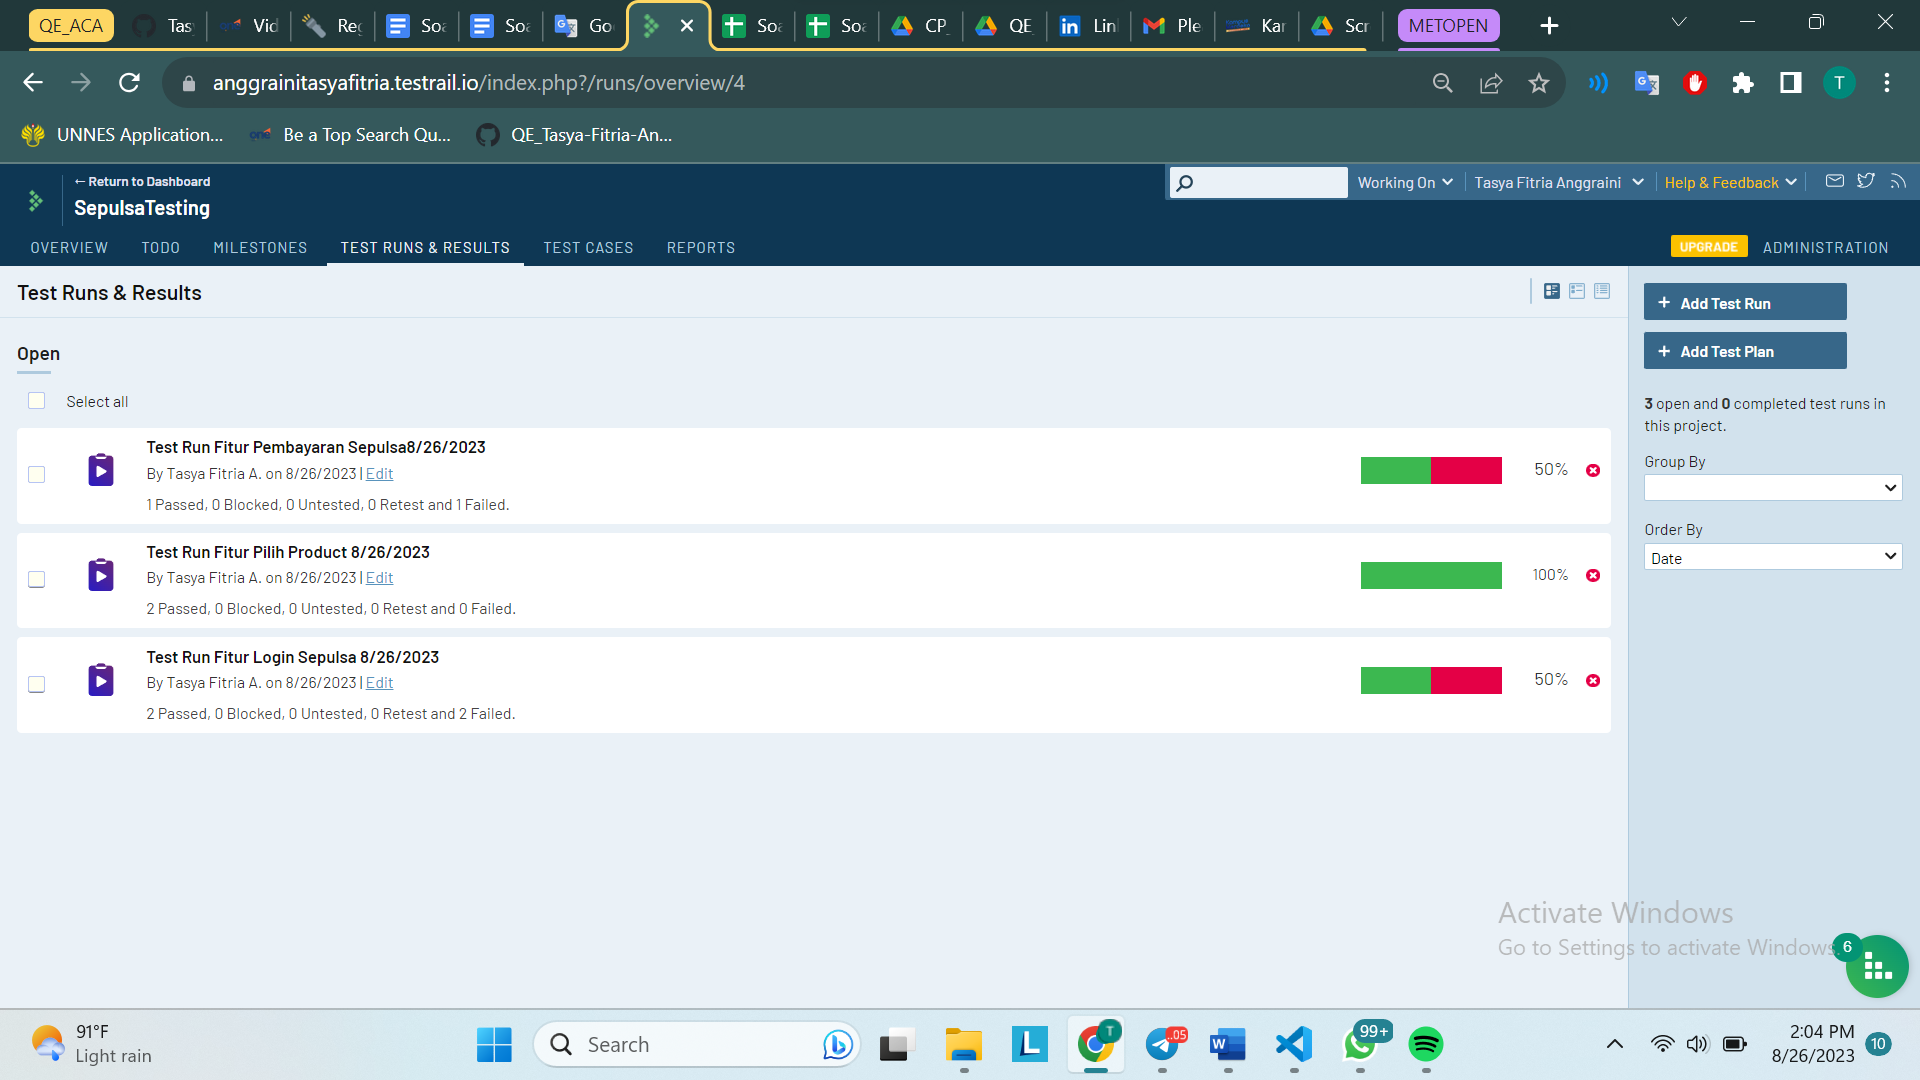 QE_ACA
Tas
Vid
Reg
Soa
Soa
Go
Soa
Soa
CP_
QE_
Lin
Ple
Kar
Scr
METOPEN
anggrainitasyafitria.testrail.io/index.php?/runs/overview/4
T
UNNES Application...
one
Be a Top Search Qu...
QE_Tasya-Fitria-An...
← Return to Dashboard
SepulsaTesting
Working On
Tasya Fitria Anggraini
Help & Feedback
OVERVIEW
TODO
MILESTONES
TEST RUNS & RESULTS
TEST CASES
REPORTS
UPGRADE
ADMINISTRATION
Test Runs & Results
+ Add Test Run
+ Add Test Plan
3 open and 0 completed test runs in
this project.
Group By
Order By
Date
Open
Select all
Test Run Fitur Pembayaran Sepulsa8/26/2023
By Tasya Fitria A. on 8/26/2023 | Edit
1 Passed, 0 Blocked, 0 Untested, 0 Retest and 1 Failed.
50%
Test Run Fitur Pilih Product 8/26/2023
By Tasya Fitria A. on 8/26/2023 | Edit
2 Passed, 0 Blocked, 0 Untested, 0 Retest and 0 Failed.
100%
Test Run Fitur Login Sepulsa 8/26/2023
By Tasya Fitria A. on 8/26/2023 | Edit
2 Passed, 0 Blocked, 0 Untested, 0 Retest and 2 Failed.
50%
Activate Windows
Go to Settings to activate Windows.
6
91°F
Light rain
Search
L
T
..05
W
99+
2:04 PM
8/26/2023
10